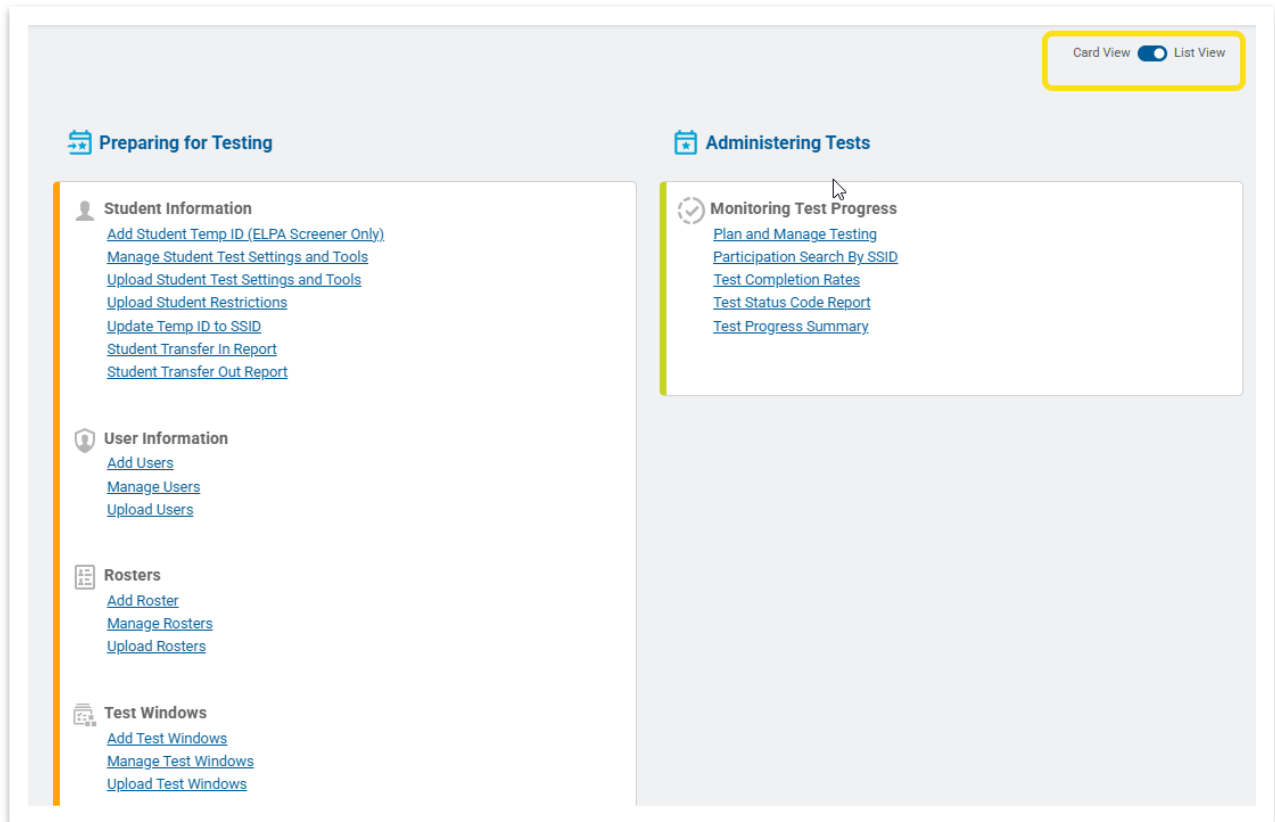 Card View List View
Preparing for Testing
Student Information
Add Student Temp ID (ELPA Screener Only)
Manage Student Test Settings and Tools
Upload Student Test Settings and Tools
Upload Student Restrictions
Update Temp ID to SSID
Student Transfer In Report
Student Transfer Out Report
User Information
Add Users
Manage Users
Upload Users
Rosters
Add Roster
Manage Rosters
Upload Rosters
Test Windows
Add Test Windows
Manage Test Windows
Upload Test Windows
Administering Tests
Monitoring Test Progress
Plan and Manage Testing
Participation Search By SSID
Test Completion Rates
Test Status Code Report
Test Progress Summary